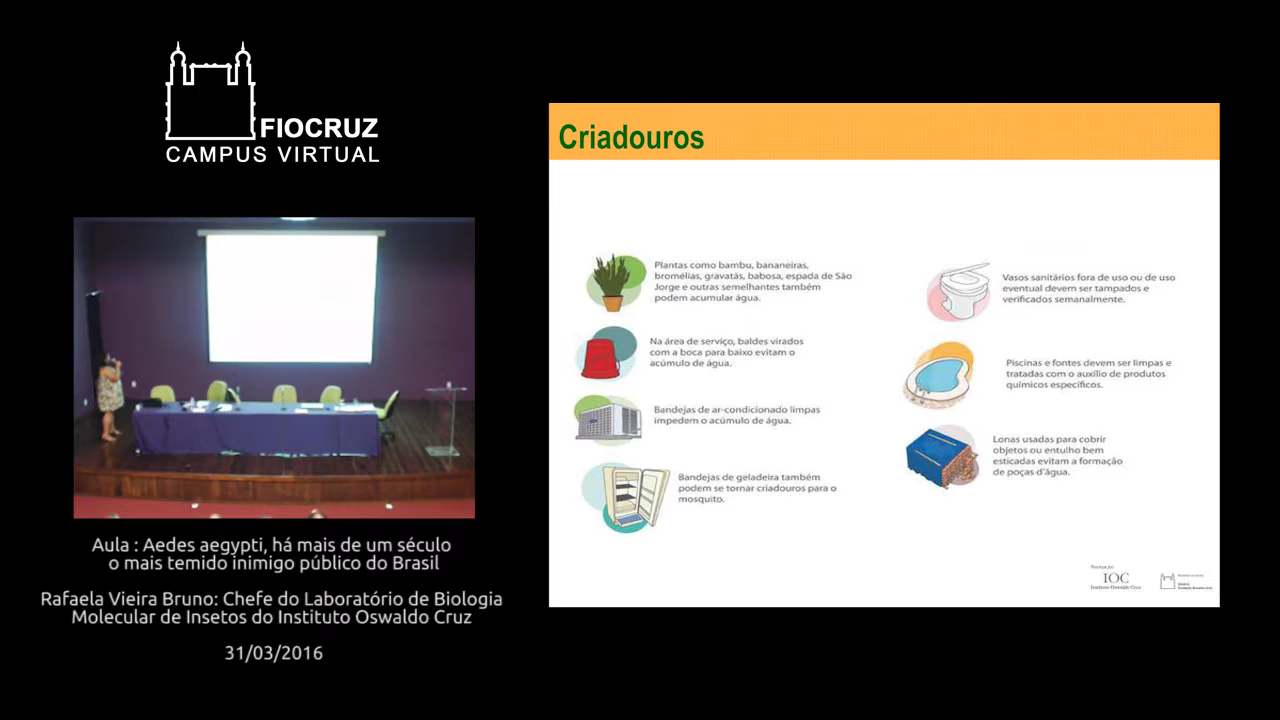 FIOCRUZ
CAMPUS VIRTUAL
Aula : Aedes aegypti, há mais de um século
o mais temido inimigo público do Brasil
Rafaela Vieira Bruno: Chefe do Laboratório de Biologia
Molecular de Insetos do Instituto Oswaldo Cruz
31/03/2016
Criadouros
Plantas como bambu, bananeiras,
bromélias, gravatás, babosa, espada de São
Jorge e outras semelhantes também
podem acumular água.
Na área de serviço, baldes virados
com a boca para baixo evitam o
acúmulo de água.
Bandejas de ar-condicionado limpas
impedem o acúmulo de água.
Bandejas de geladeira também
podem se tornar criadouros para o
mosquito.
Vasos sanitários fora de uso ou de uso
eventual devem ser tampados e
verificados semanalmente.
Piscinas e fontes devem ser limpas e
tratadas com o auxílio de produtos
químicos específicos.
Lonas usadas para cobrir
objetos ou entulho bem
esticadas evitam a formação
de poças d'água.
IOC
Instituto Oswaldo Cruz
Fundação Oswaldo Cruz